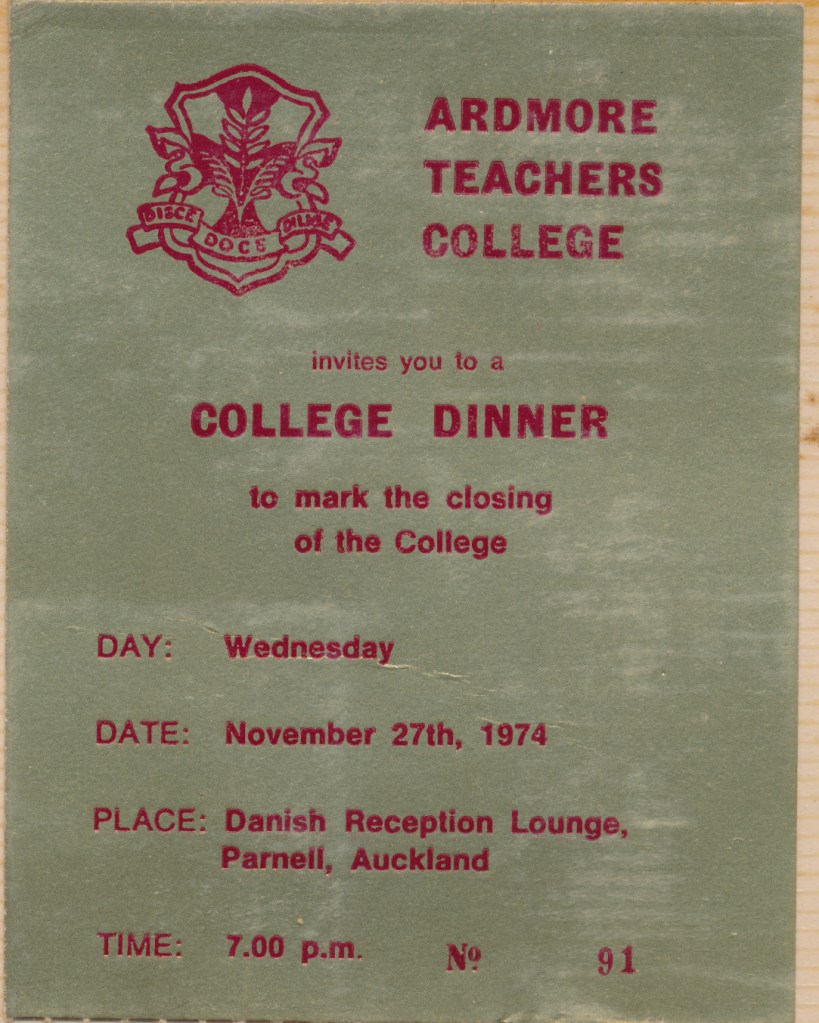 ARDMORE
TEACHERS
COLLEGE
DISCE DOCE DILIGE
invites you to a
COLLEGE DINNER
to mark the closing
of the College
DAY: Wednesday
DATE: November 27th, 1974
PLACE: Danish Reception Lounge,
Parnell, Auckland
TIME: 7.00 p.m. Nº 91